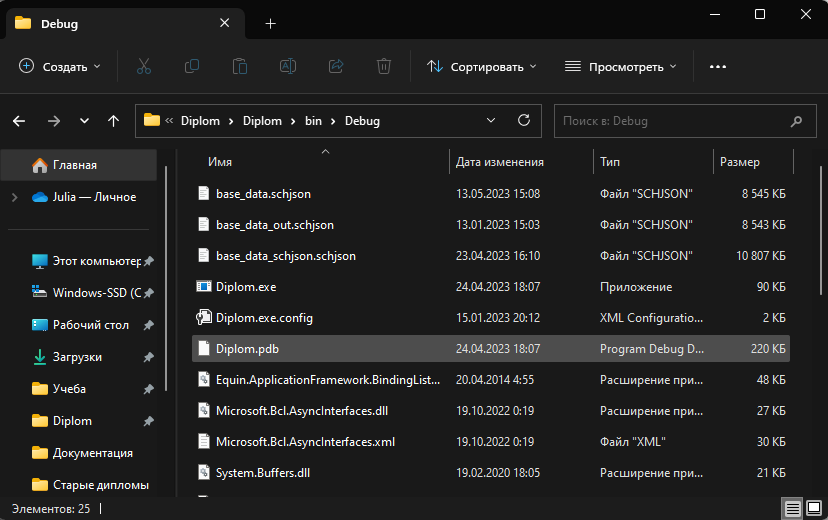 Debug
Создать
Сортировать
Просмотреть
Diplom
Diplom
bin
Debug
Поиск в: Debug
Главная
Julia — Личное
Этот компьютер
Windows-SSD (C
Рабочий стол
Загрузки
Учеба
Diplom
Документация
Старые дипломы
Имя Дата изменения Тип Размер
base_data.schjson 13.05.2023 15:08 Файл "SCHJSON" 8 545 КБ
base_data_out.schjson 13.01.2023 15:03 Файл "SCHJSON" 8 543 КБ
base_data_schjson.schjson 23.04.2023 16:10 Файл "SCHJSON" 10 807 КБ
Diplom.exe 24.04.2023 18:07 Приложение 90 КБ
Diplom.exe.config 15.01.2023 20:12 XML Configuratio... 2 КБ
Diplom.pdb 24.04.2023 18:07 Program Debug D... 220 КБ
Equin.ApplicationFramework.BindingList... 20.04.2014 4:55 Расширение при... 48 КБ
Microsoft.Bcl.AsyncInterfaces.dll 19.10.2022 0:19 Расширение при... 27 КБ
Microsoft.Bcl.AsyncInterfaces.xml 19.10.2022 0:19 Файл "XML" 30 КБ
System.Buffers.dll 19.02.2020 18:05 Расширение при... 21 КБ
Элементов: 25